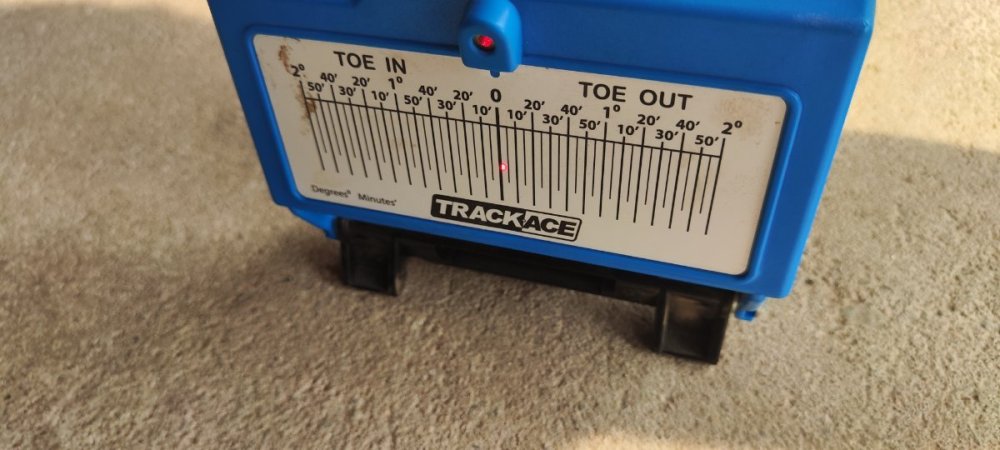 TOE IN TOE OUT
2° 50' 40' 30' 20' 10' 1° 50' 40' 30' 20' 10' 0 10' 20' 30' 40' 50' 1° 10' 20' 30' 40' 50' 2°
Degrees° Minutes'
TRACKACE